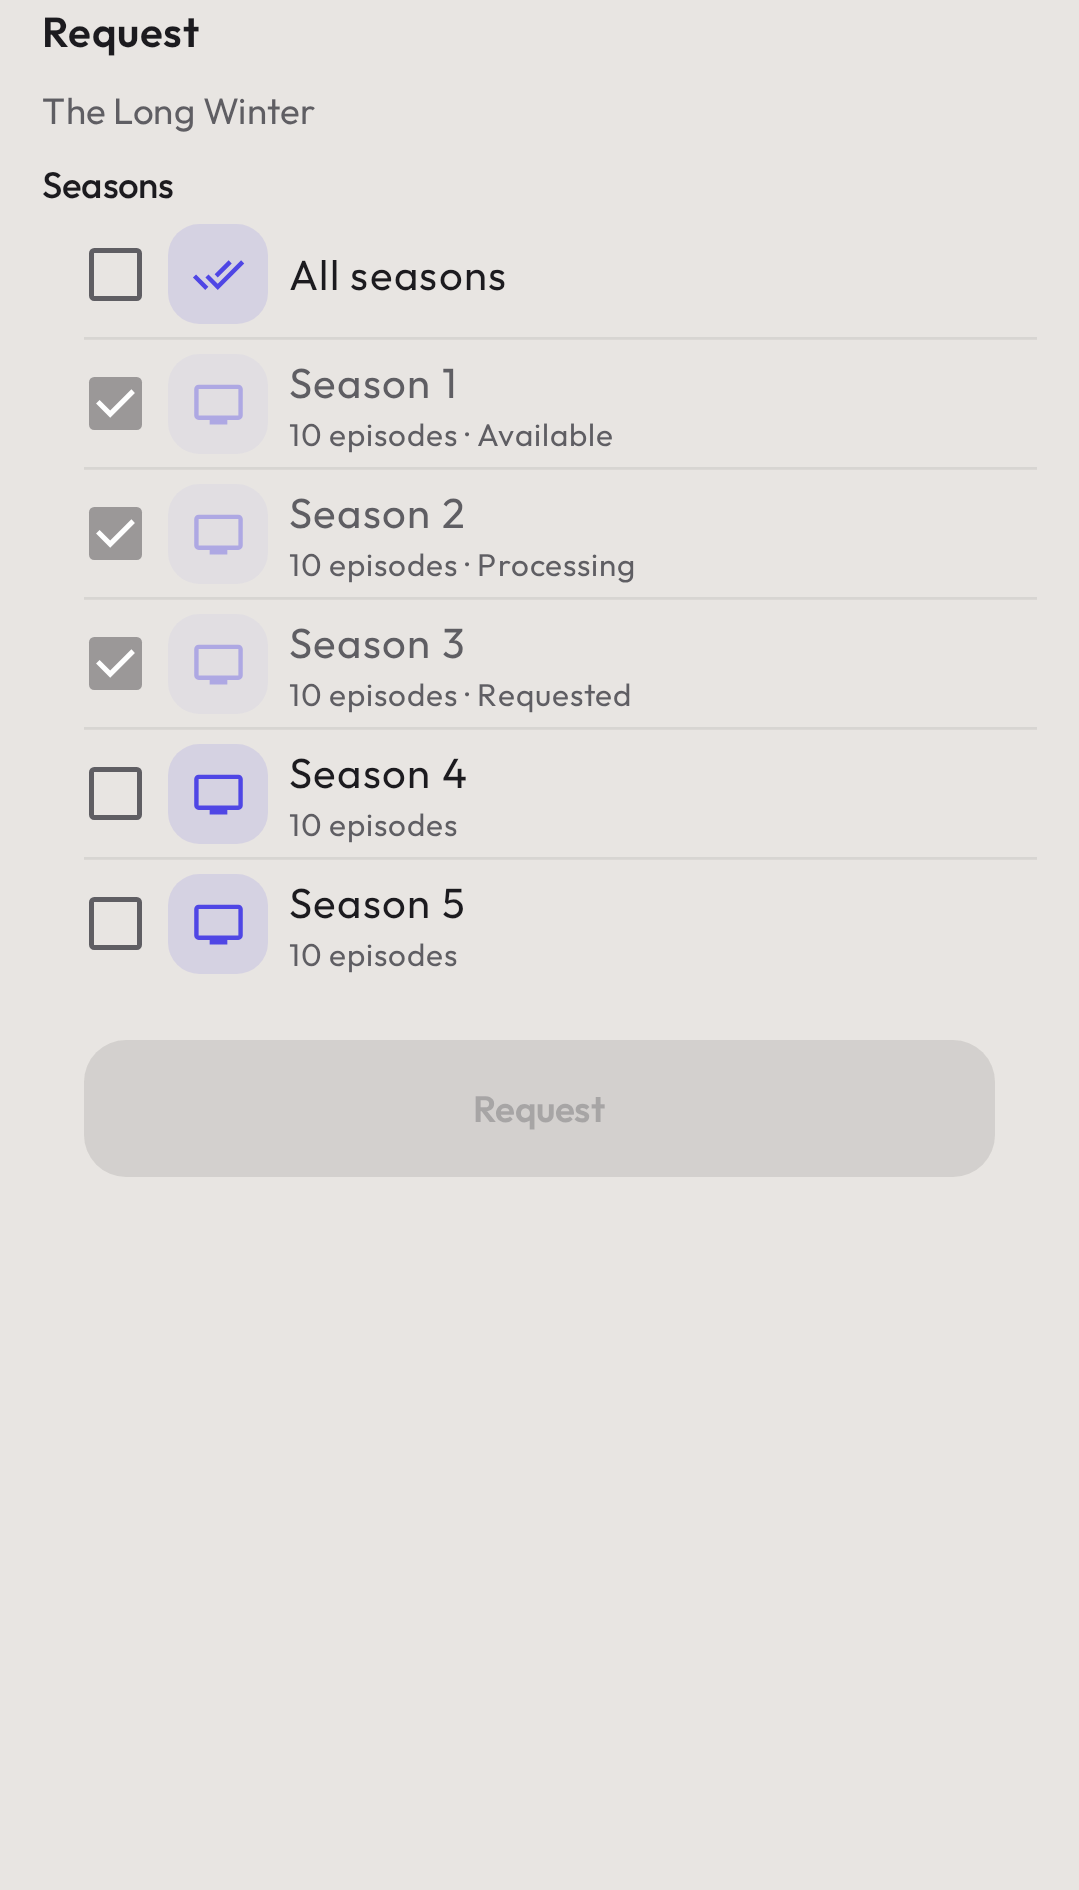 Request
The Long Winter
Seasons
All seasons
Season 1
10 episodes · Available
Season 2
10 episodes · Processing
Season 3
10 episodes · Requested
Season 4
10 episodes
Season 5
10 episodes
Request